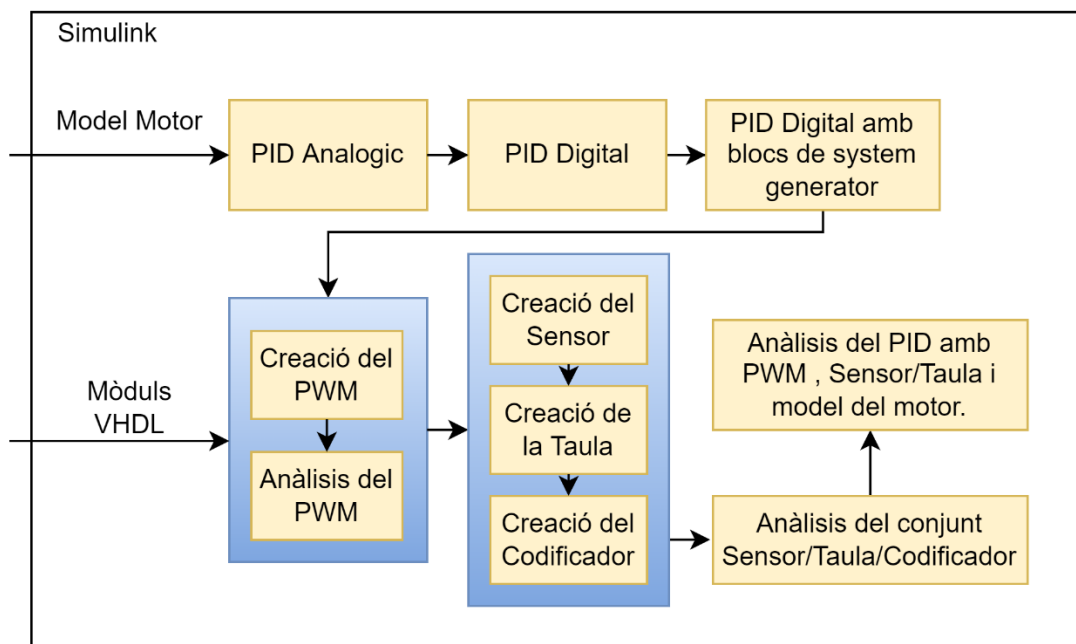 Simulink
Model Motor
PID Analogic
PID Digital
PID Digital amb
blocs de system
generator
Mòduls
VHDL
Creació del
PWM
Anàlisis del
PWM
Creació del
Sensor
Creació de
la Taula
Creació del
Codificador
Anàlisis del PID amb
PWM , Sensor/Taula i
model del motor.
Anàlisis del conjunt
Sensor/Taula/Codificador